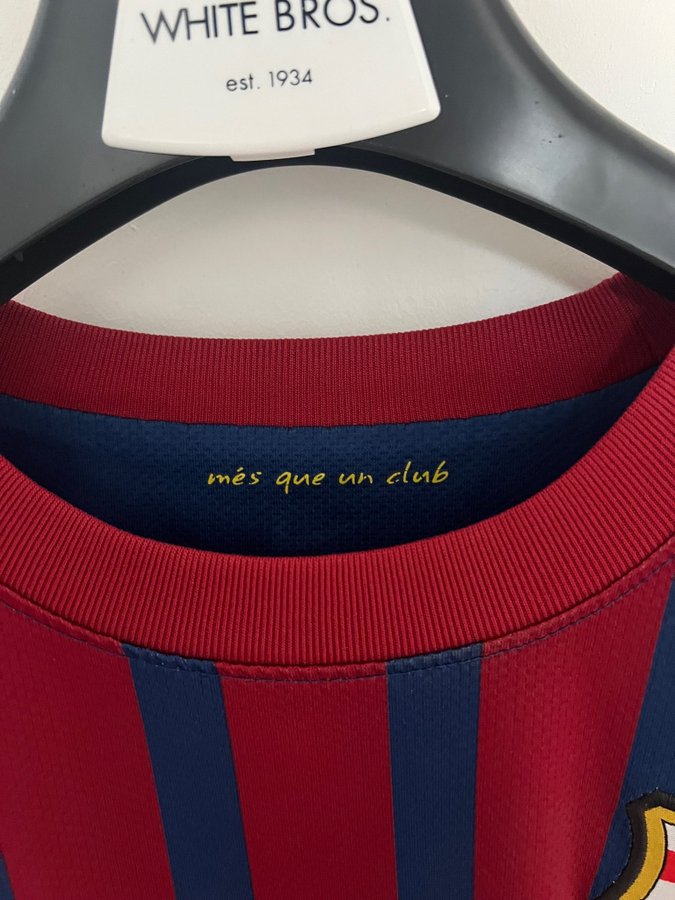 WHITE BROS.
est. 1934
més que un club